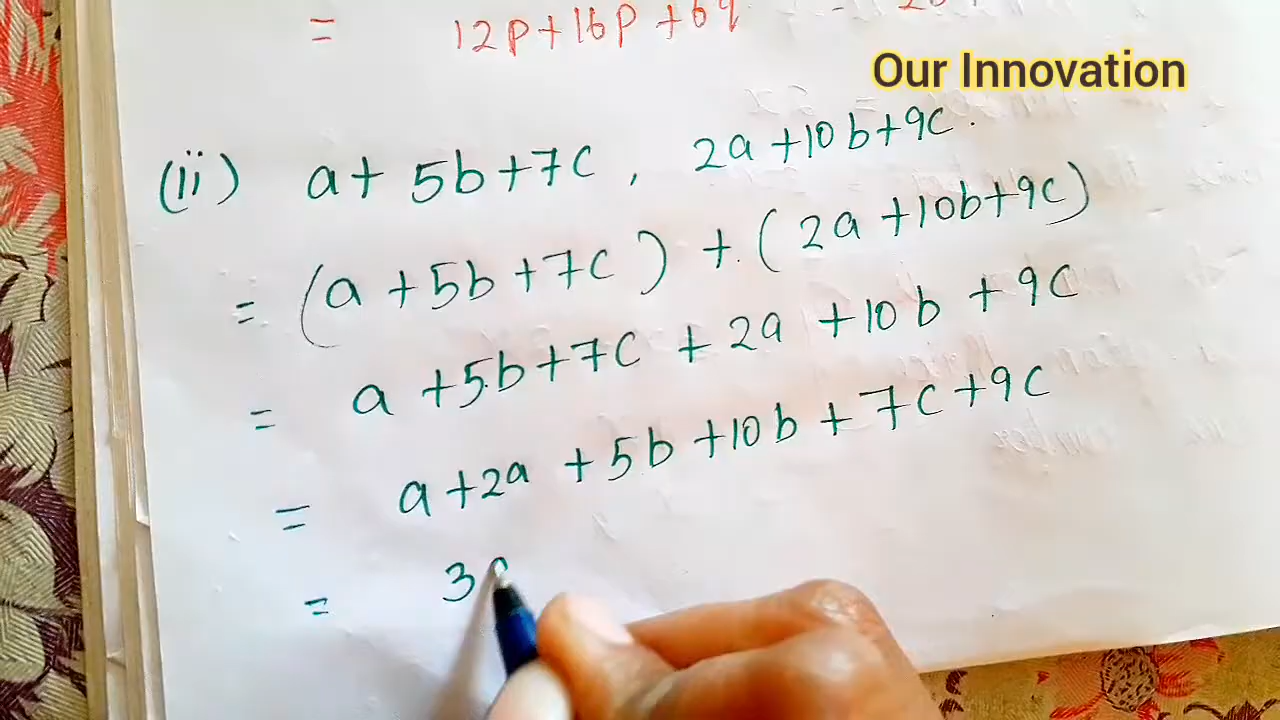 = 12p+16p+6q
Our Innovation
(ii) a+ 5b+7c , 2a+10b+9c.
= (a+5b+7c) + (2a+10b+9c)
= a+5b+7c + 2a +10b + 9c
= a+2a +5b+10b+7c+9c
= 3